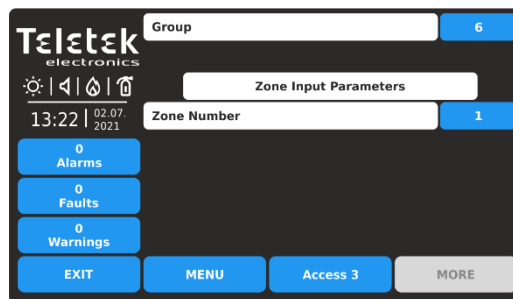 Teletek
electronics
13:22
02.07.
2021
0
Alarms
0
Faults
0
Warnings
EXIT
Group
6
Zone Input Parameters
Zone Number
1
MENU
Access 3
MORE